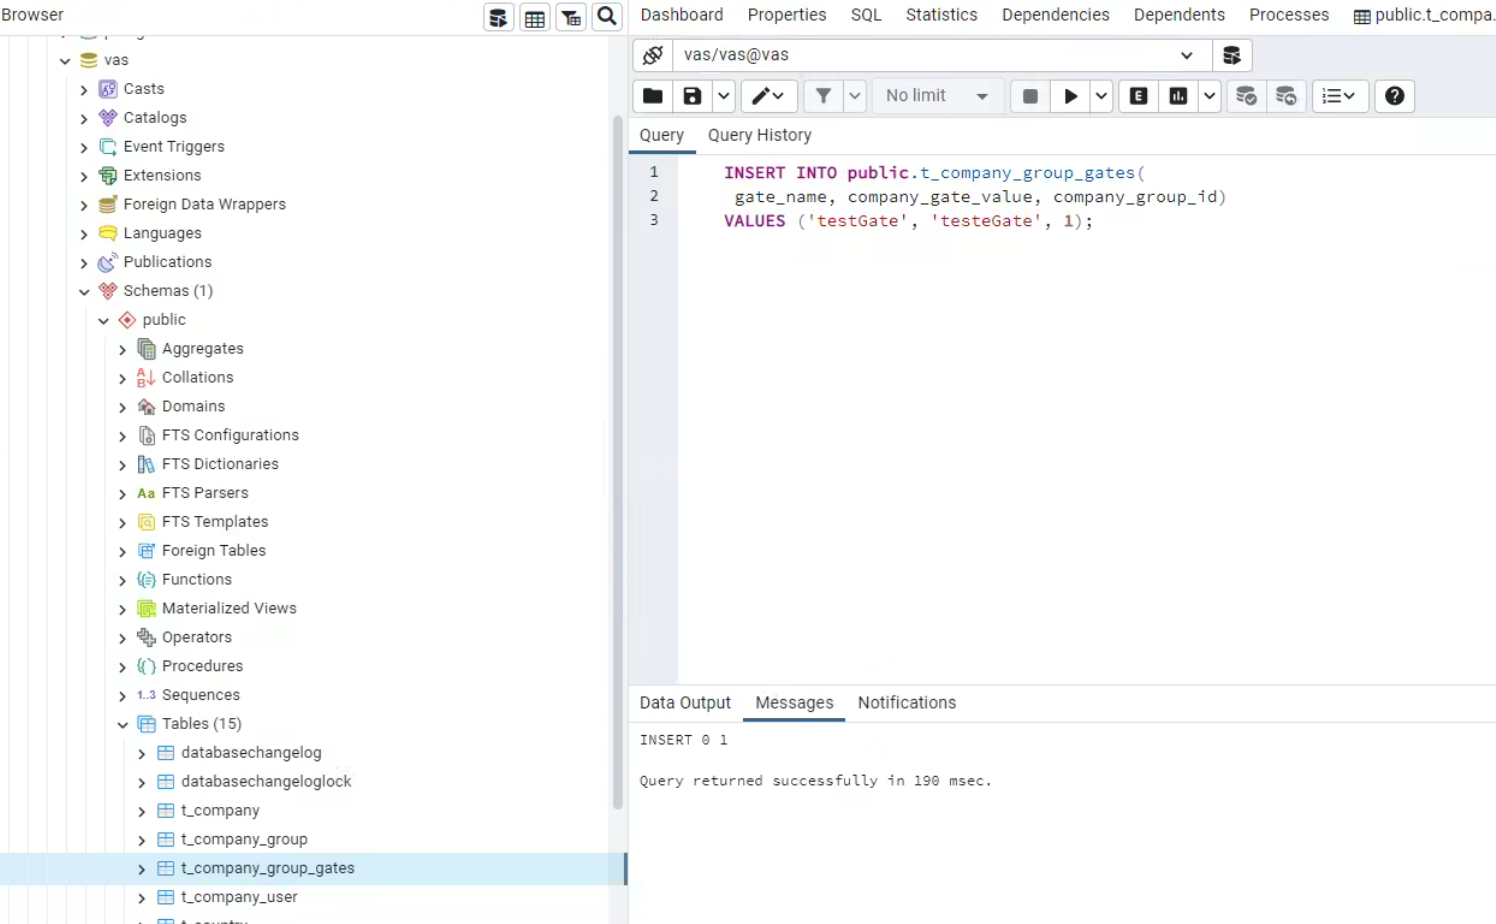 Browser
vas
Casts
Catalogs
Event Triggers
Extensions
Foreign Data Wrappers
Languages
Publications
Schemas (1)
public
Aggregates
Collations
Domains
FTS Configurations
FTS Dictionaries
Aa FTS Parsers
FTS Templates
Foreign Tables
Functions
Materialized Views
Operators
Procedures
1..3 Sequences
Tables (15)
databasechangelog
databasechangeloglock
t_company
t_company_group
t_company_group_gates
t_company_user
Dashboard Properties SQL Statistics Dependencies Dependents Processes public.t_compa.
vas/vas@vas
No limit
E
Query Query History
1 INSERT INTO public.t_company_group_gates(
2 gate_name, company_gate_value, company_group_id)
3 VALUES ('testGate', 'testeGate', 1);
Data Output Messages Notifications
INSERT 0 1
Query returned successfully in 190 msec.